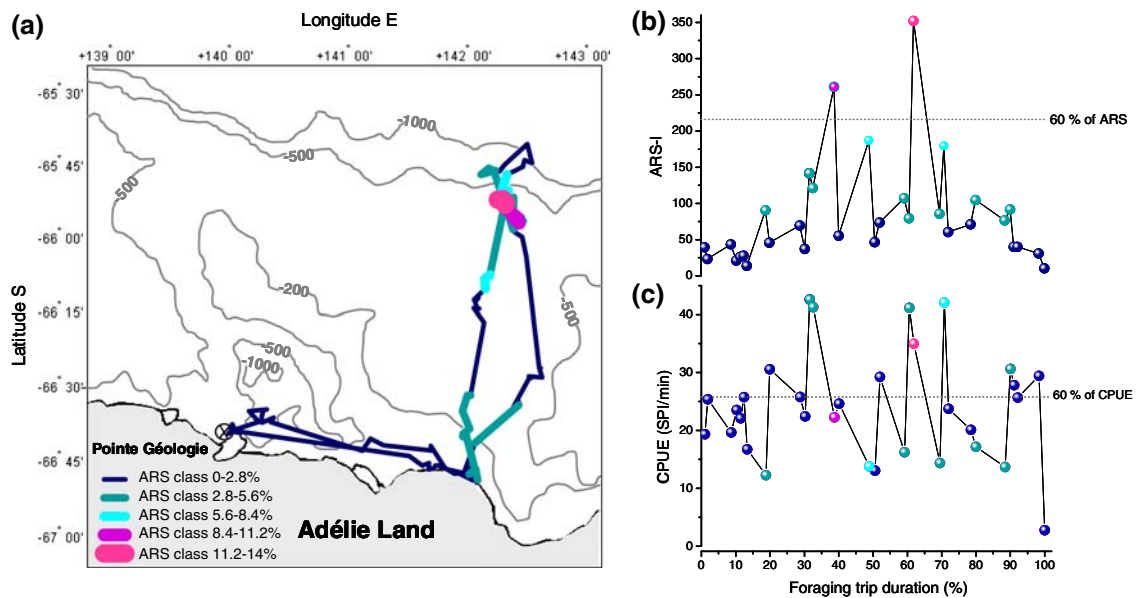 (a)
Longitude E
+139° 00'
+140° 00'
+141° 00'
+142° 00'
+143° 00'
Latitude S
-65° 30'
-65° 45'
-66° 00'
-66° 15'
-66° 30'
-66° 45'
-67° 00'
-1000
-500
-500
-200
-500
-1000
-500
Pointe Géologie
ARS class 0-2.8%
ARS class 2.8-5.6%
ARS class 5.6-8.4%
ARS class 8.4-11.2%
ARS class 11.2-14%
Adélie Land
(b)
ARS-I
350
300
250
200
150
100
50
0
60 % of ARS
(c)
CPUE (SPI/min)
40
30
20
10
0
60 % of CPUE
0 10 20 30 40 50 60 70 80 90 100
Foraging trip duration (%)